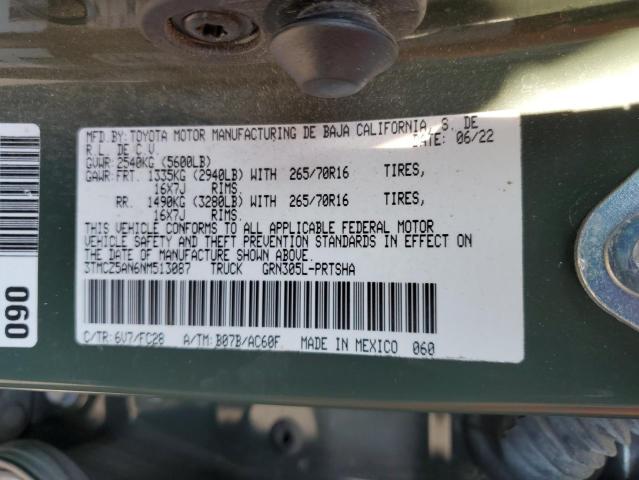 MFD.BY:TOYOTA MOTOR MANUFACTURING DE BAJA CALIFORNIA, S. DE
R.L. DE C.V. DATE: 06/22
GVWR: 2540KG (5600LB)
GAWR: FRT. 1335KG (2940LB) WITH 265/70R16 TIRES,
16X7J RIMS.
RR. 1490KG (3280LB) WITH 265/70R16 TIRES,
16X7J RIMS.
THIS VEHICLE CONFORMS TO ALL APPLICABLE FEDERAL MOTOR
VEHICLE SAFETY AND THEFT PREVENTION STANDARDS IN EFFECT ON
THE DATE OF MANUFACTURE SHOWN ABOVE.
3TMCZ5AN6NM513087 TRUCK GRN305L-PRTSHA
C/TR: 6V7/FC28 A/TM: B07B/AC60F MADE IN MEXICO 060
060